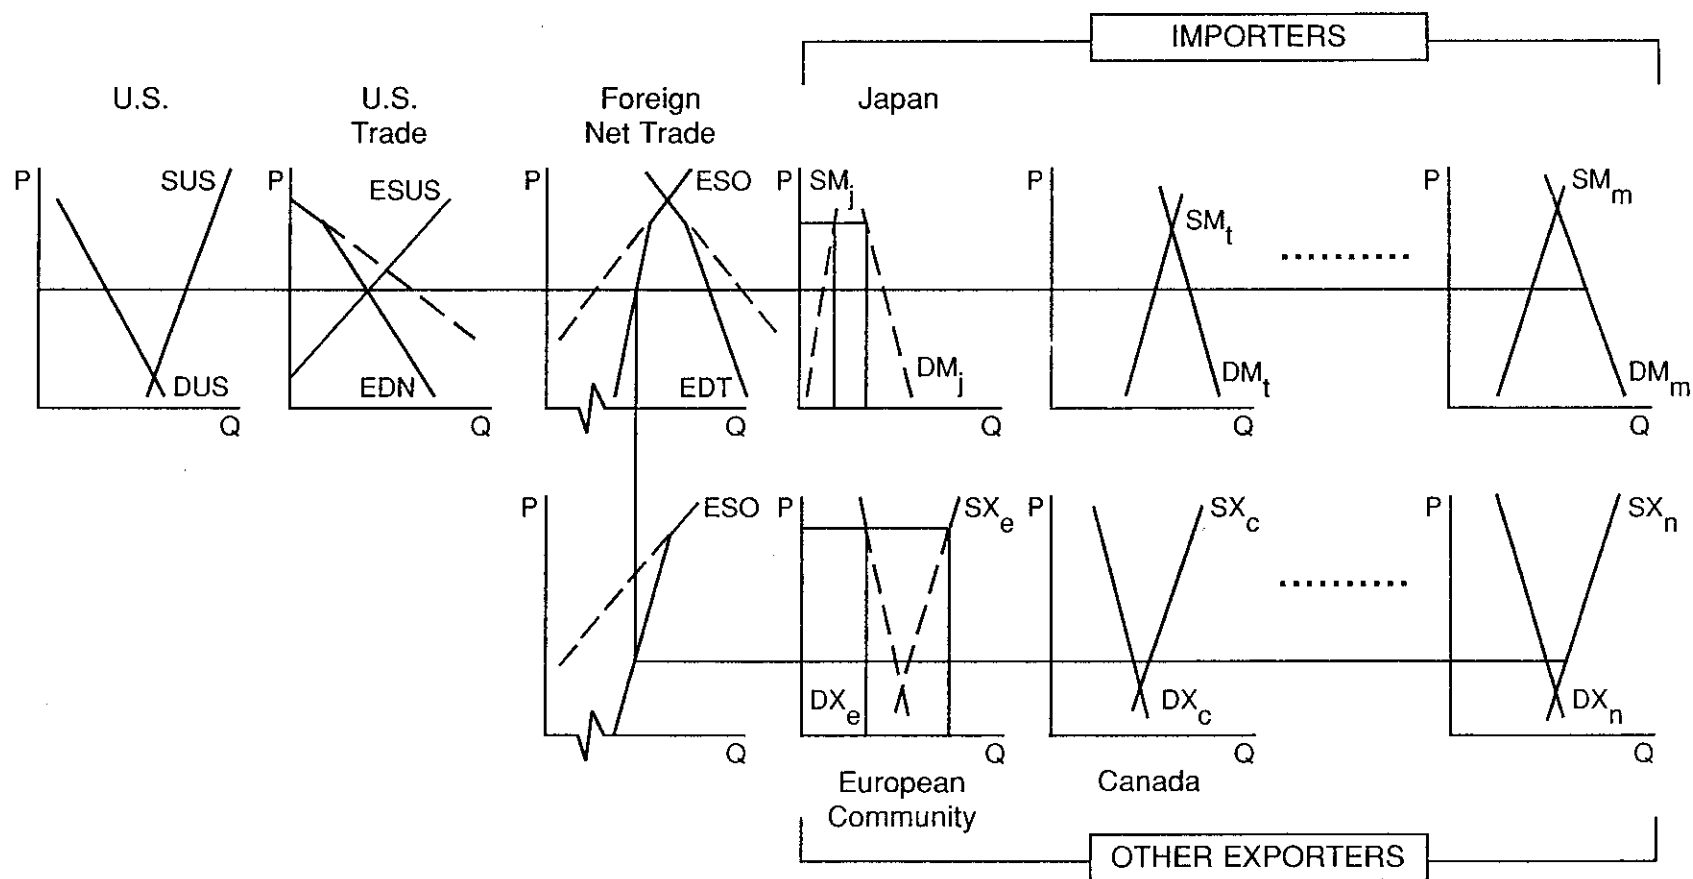 IMPORTERS
U.S.
U.S.
Trade
Foreign
Net Trade
Japan
P
SUS
DUS
Q
P
ESUS
EDN
Q
P
ESO
EDT
Q
P
SMj
DMj
Q
P
SMt
DMt
Q
P
SMm
DMm
Q
P
ESO
Q
P
SXe
DXe
Q
P
SXc
DXc
Q
P
SXn
DXn
Q
European
Community
Canada
OTHER EXPORTERS